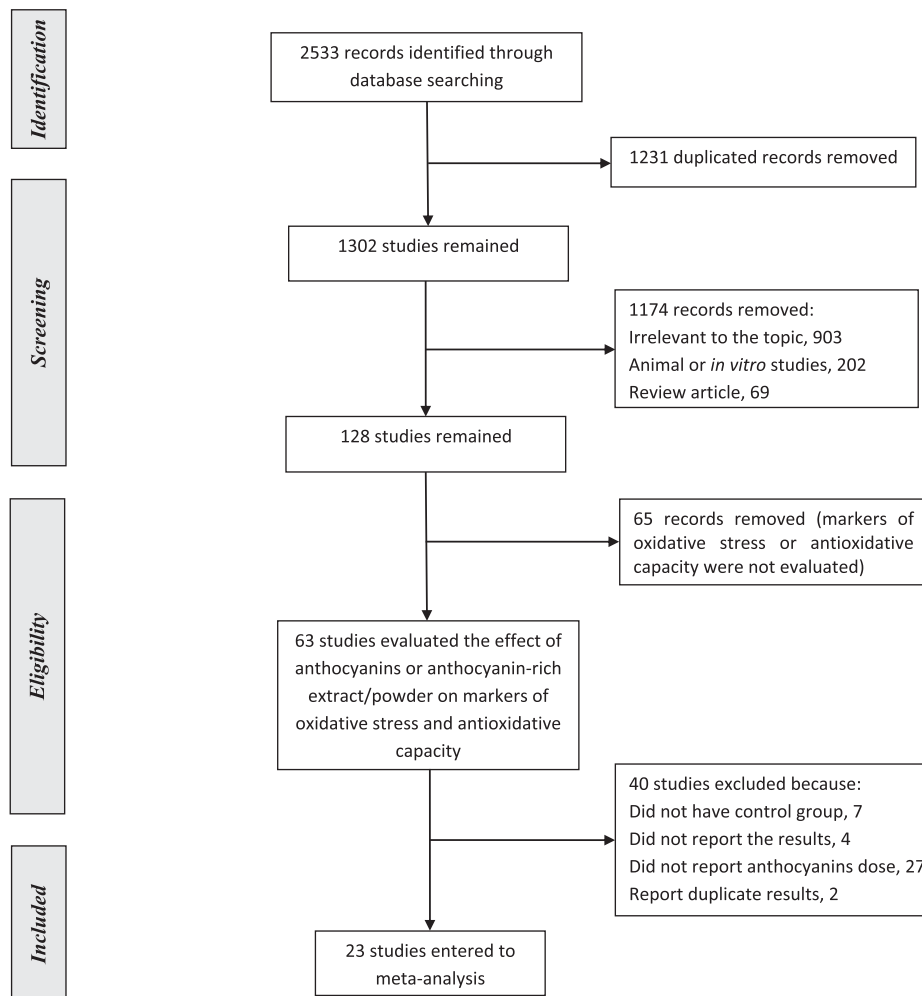 Identification
2533 records identified through
database searching
1231 duplicated records removed
Screening
1302 studies remained
1174 records removed:
Irrelevant to the topic, 903
Animal or in vitro studies, 202
Review article, 69
128 studies remained
Eligibility
65 records removed (markers of
oxidative stress or antioxidative
capacity were not evaluated)
63 studies evaluated the effect of
anthocyanins or anthocyanin-rich
extract/powder on markers of
oxidative stress and antioxidative
capacity
40 studies excluded because:
Did not have control group, 7
Did not report the results, 4
Did not report anthocyanins dose, 27
Report duplicate results, 2
Included
23 studies entered to
meta-analysis